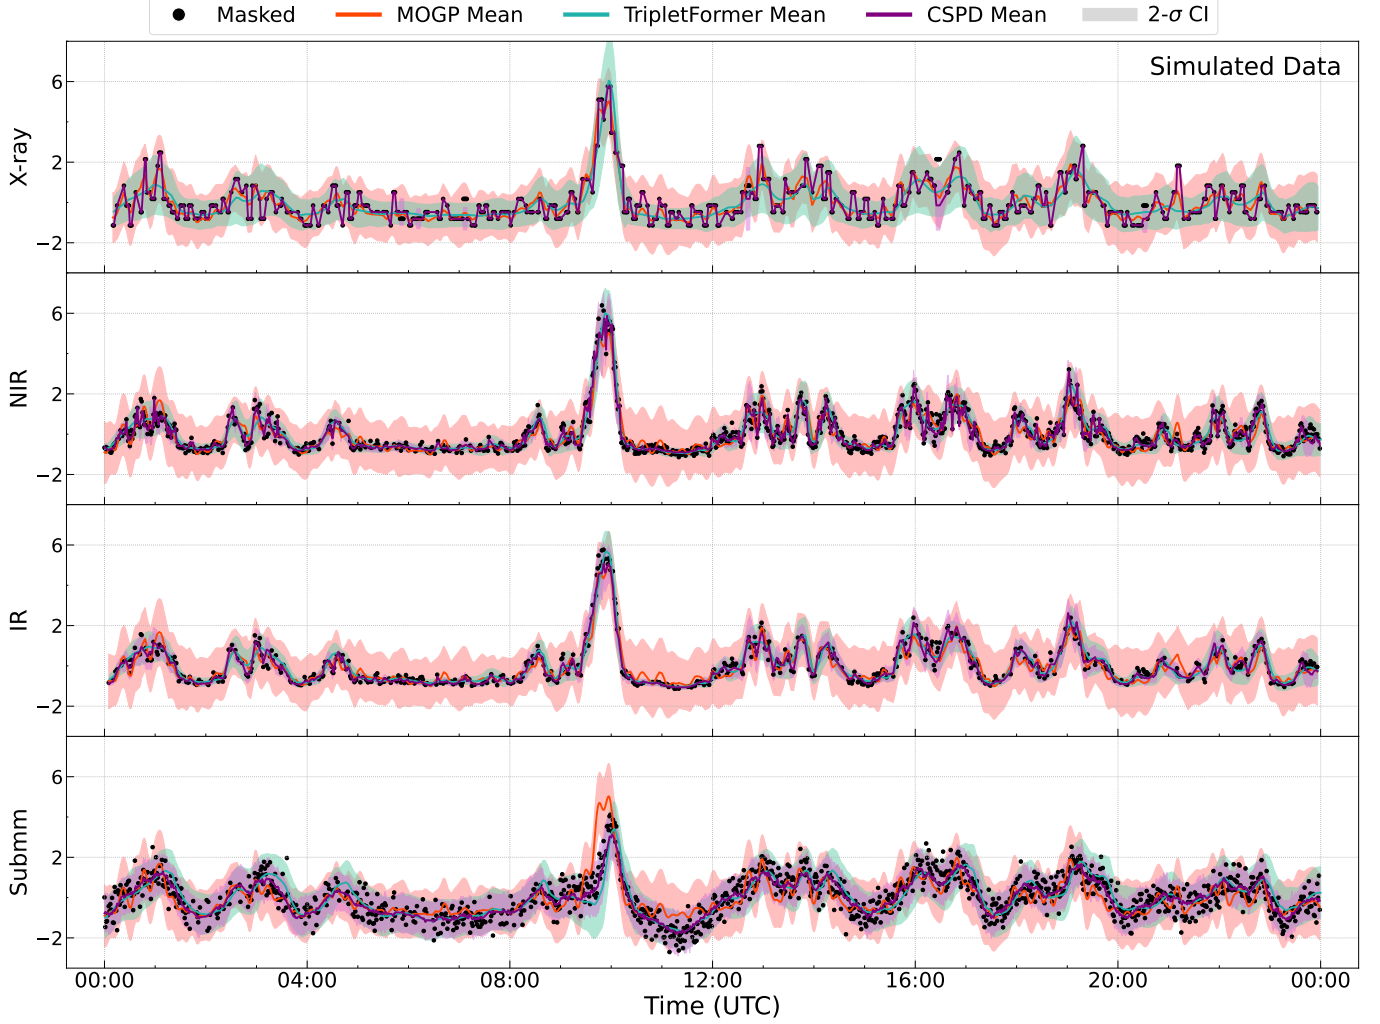 Masked MOGP Mean TripletFormer Mean CSPD Mean 2-σ CI
Simulated Data
X-ray
6
2
−2
NIR
6
2
−2
IR
6
2
−2
Submm
6
2
−2
00:00 04:00 08:00 12:00 16:00 20:00 00:00
Time (UTC)